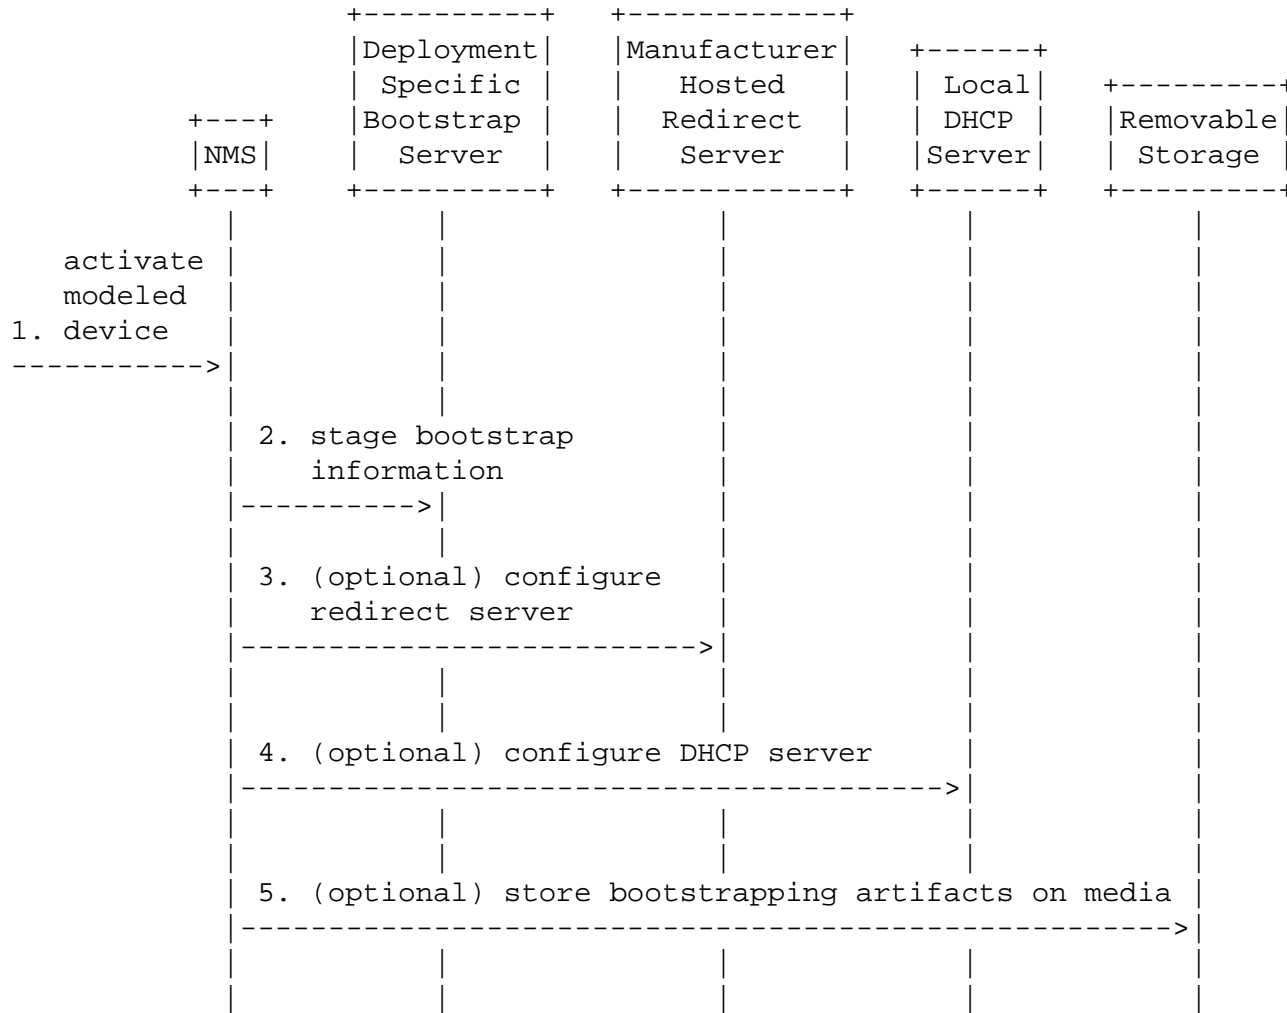 +----------+   +------------+
                          |Deployment|   |Manufacturer|   +------+
                          | Specific |   |   Hosted   |   | Local|   +---------+
                 +---+    |Bootstrap |   |  Redirect  |   | DHCP |   |Removable|
                 |NMS|    |  Server  |   |   Server   |   |Server|   | Storage |
                 +---+    +----------+   +------------+   +------+   +---------+
activate
modeled
1. device
----------->|
2. stage bootstrap
information
|---------->|
3. (optional) configure
redirect server
|-------------------------->|
4. (optional) configure DHCP server
|---------------------------------------->|
5. (optional) store bootstrapping artifacts on media
|----------------------------------------------------->|